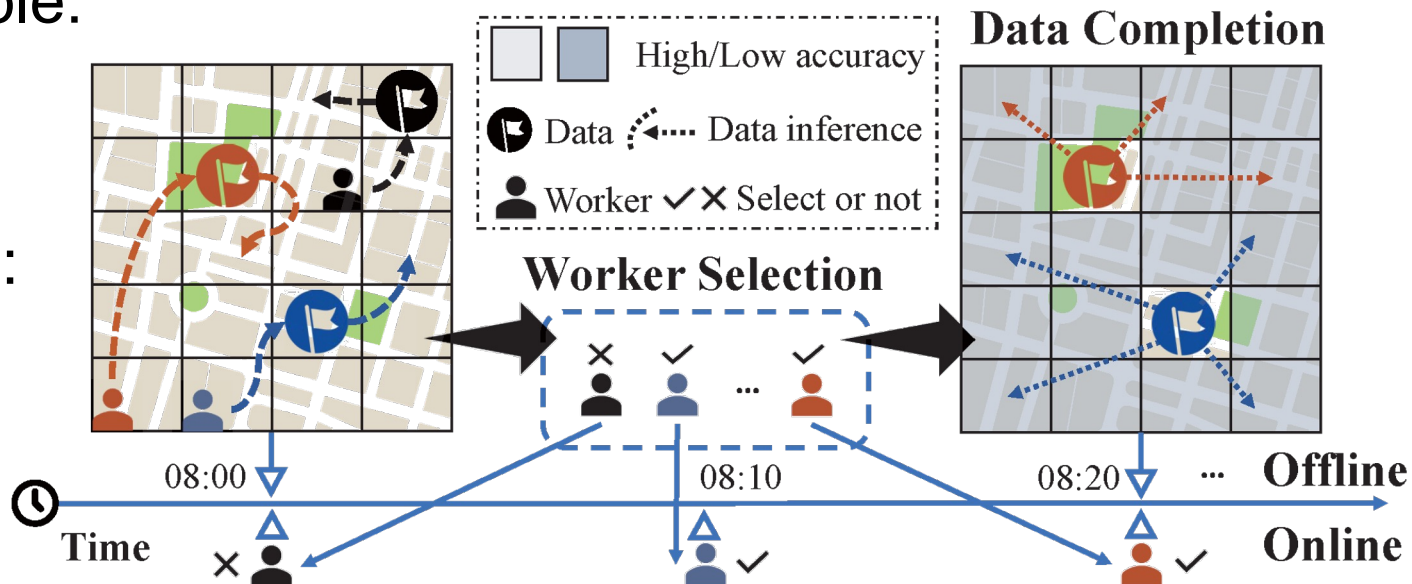 ple.
:
Data Completion
High/Low accuracy
Data Data inference
Worker Select or not
Worker Selection
...
08:00
08:10
08:20 ... Offline
Time
Online